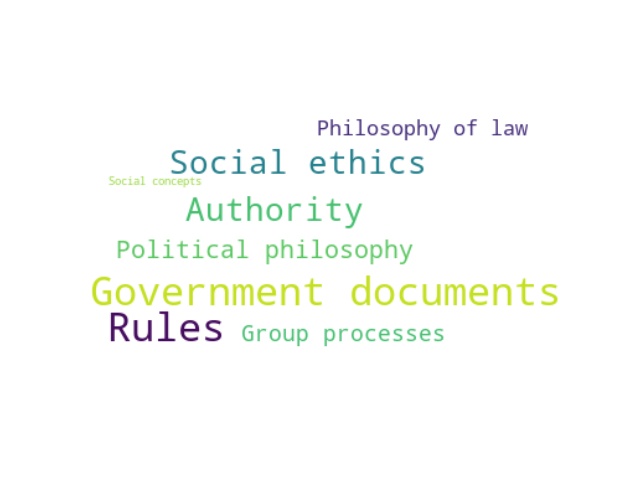 Philosophy of law
Social ethics
Social concepts
Authority
Political philosophy
Government documents
Rules Group processes